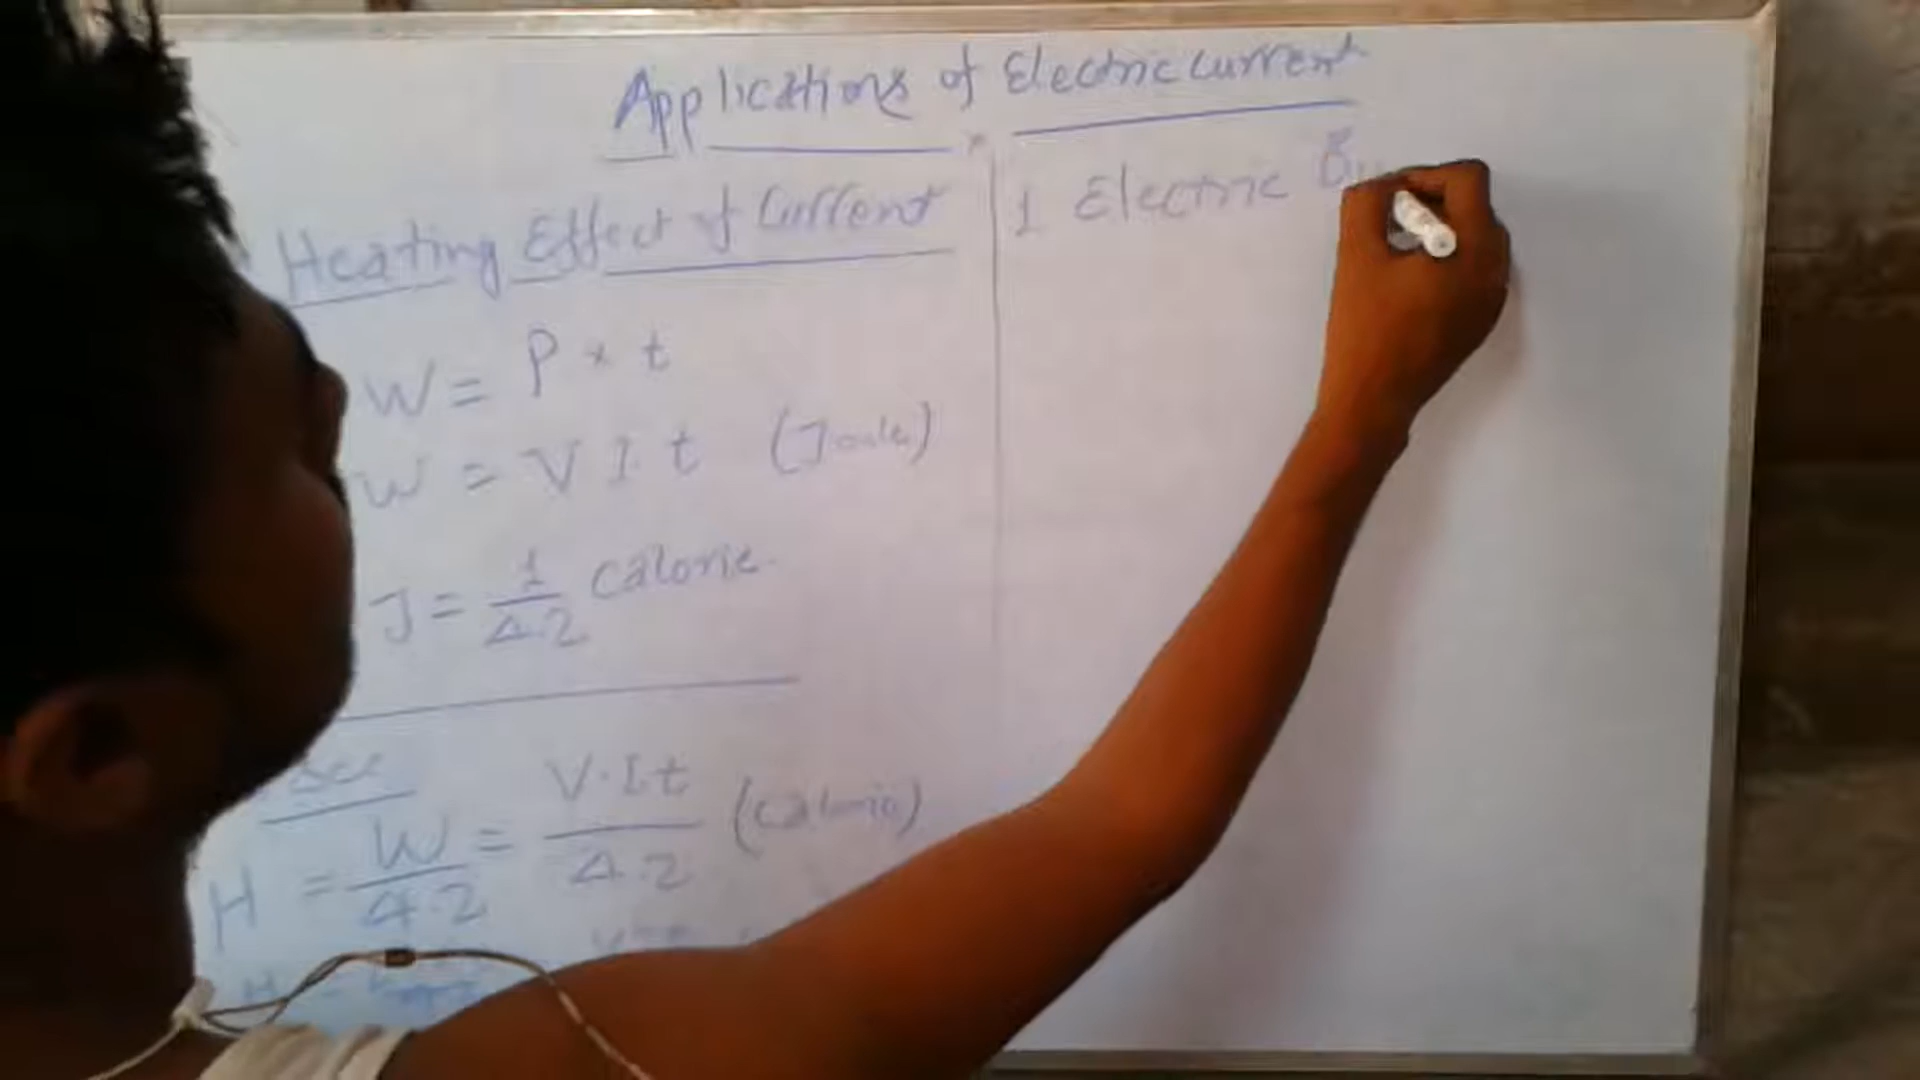 Applications of Electric current
Heating Effect of Current
W = P × t
W = V I t (Joule)
J = 1/4.2 calorie.
H = W/4.2 = V·I·t/4.2 (calorie)
1 Electric